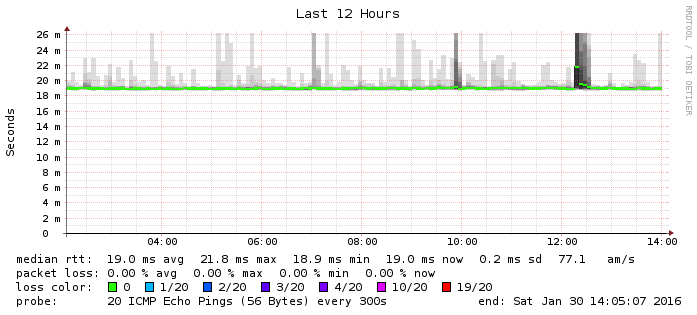 Last 12 Hours
RRDTOOL / TOBI OETIKER
Seconds
26 m
24 m
22 m
20 m
18 m
16 m
14 m
12 m
10 m
8 m
6 m
4 m
2 m
0
04:00 06:00 08:00 10:00 12:00 14:00
median rtt: 19.0 ms avg 21.8 ms max 18.9 ms min 19.0 ms now 0.2 ms sd 77.1 am/s
packet loss: 0.00 % avg 0.00 % max 0.00 % min 0.00 % now
loss color: 0 1/20 2/20 3/20 4/20 10/20 19/20
probe: 20 ICMP Echo Pings (56 Bytes) every 300s end: Sat Jan 30 14:05:07 2016